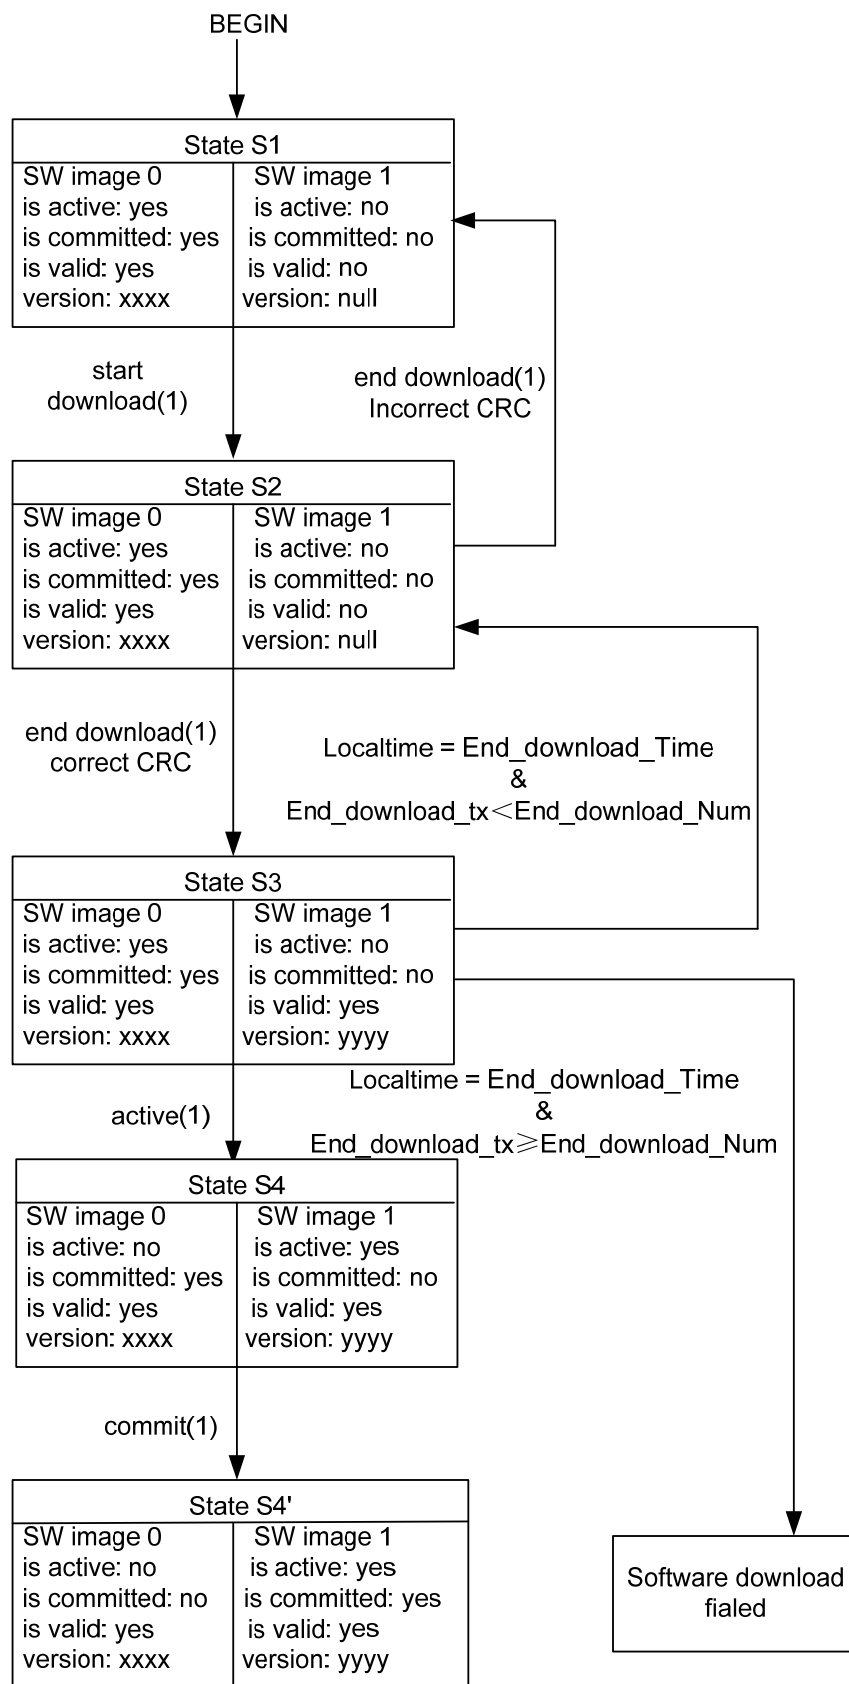 BEGIN
State S1
SW image 0
is active: yes
is committed: yes
is valid: yes
version: xxxx
SW image 1
is active: no
is committed: no
is valid: no
version: null
start
download(1)
end download(1)
Incorrect CRC
State S2
SW image 0
is active: yes
is committed: yes
is valid: yes
version: xxxx
SW image 1
is active: no
is committed: no
is valid: no
version: null
end download(1)
correct CRC
Localtime = End_download_Time
&
End_download_tx<End_download_Num
State S3
SW image 0
is active: yes
is committed: yes
is valid: yes
version: xxxx
SW image 1
is active: no
is committed: no
is valid: yes
version: yyyy
active(1)
Localtime = End_download_Time
&
End_download_tx≥End_download_Num
State S4
SW image 0
is active: no
is committed: yes
is valid: yes
version: xxxx
SW image 1
is active: yes
is committed: no
is valid: yes
version: yyyy
commit(1)
State S4'
SW image 0
is active: no
is committed: no
is valid: yes
version: xxxx
SW image 1
is active: yes
is committed: yes
is valid: yes
version: yyyy
Software download
fialed